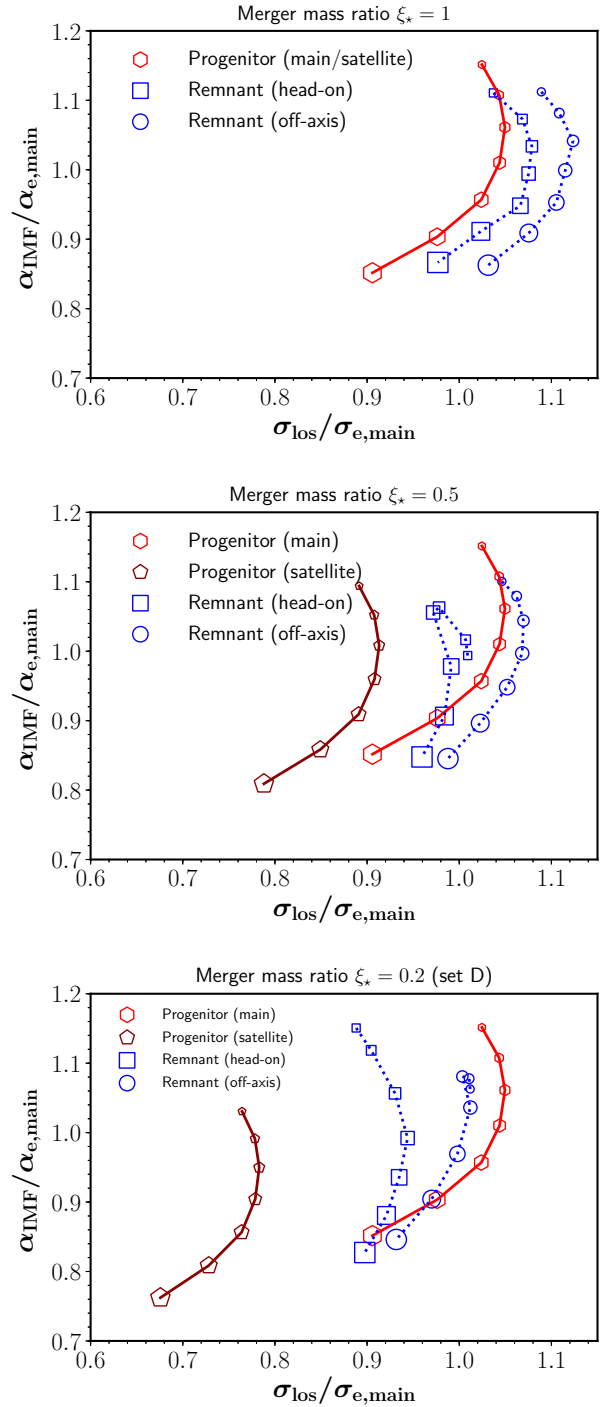 Merger mass ratio ξ⋆ = 1
1.2
1.1
1.0
0.9
0.8
0.7
α_IMF/α_e,main
Progenitor (main/satellite)
Remnant (head-on)
Remnant (off-axis)
0.6 0.7 0.8 0.9 1.0 1.1
σ_los/σ_e,main
Merger mass ratio ξ⋆ = 0.5
1.2
1.1
1.0
0.9
0.8
0.7
α_IMF/α_e,main
Progenitor (main)
Progenitor (satellite)
Remnant (head-on)
Remnant (off-axis)
0.6 0.7 0.8 0.9 1.0 1.1
σ_los/σ_e,main
Merger mass ratio ξ⋆ = 0.2 (set D)
1.2
1.1
1.0
0.9
0.8
0.7
α_IMF/α_e,main
Progenitor (main)
Progenitor (satellite)
Remnant (head-on)
Remnant (off-axis)
0.6 0.7 0.8 0.9 1.0 1.1
σ_los/σ_e,main